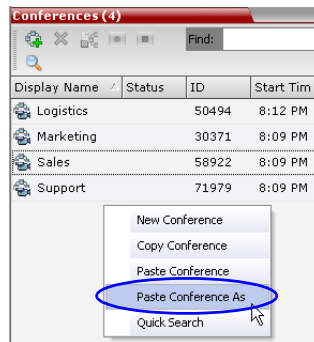 Conferences (4)
Find:
Display Name Status ID Start Tim
Logistics 50494 8:12 PM
Marketing 30371 8:09 PM
Sales 58922 8:09 PM
Support 71979 8:09 PM
New Conference
Copy Conference
Paste Conference
Paste Conference As
Quick Search